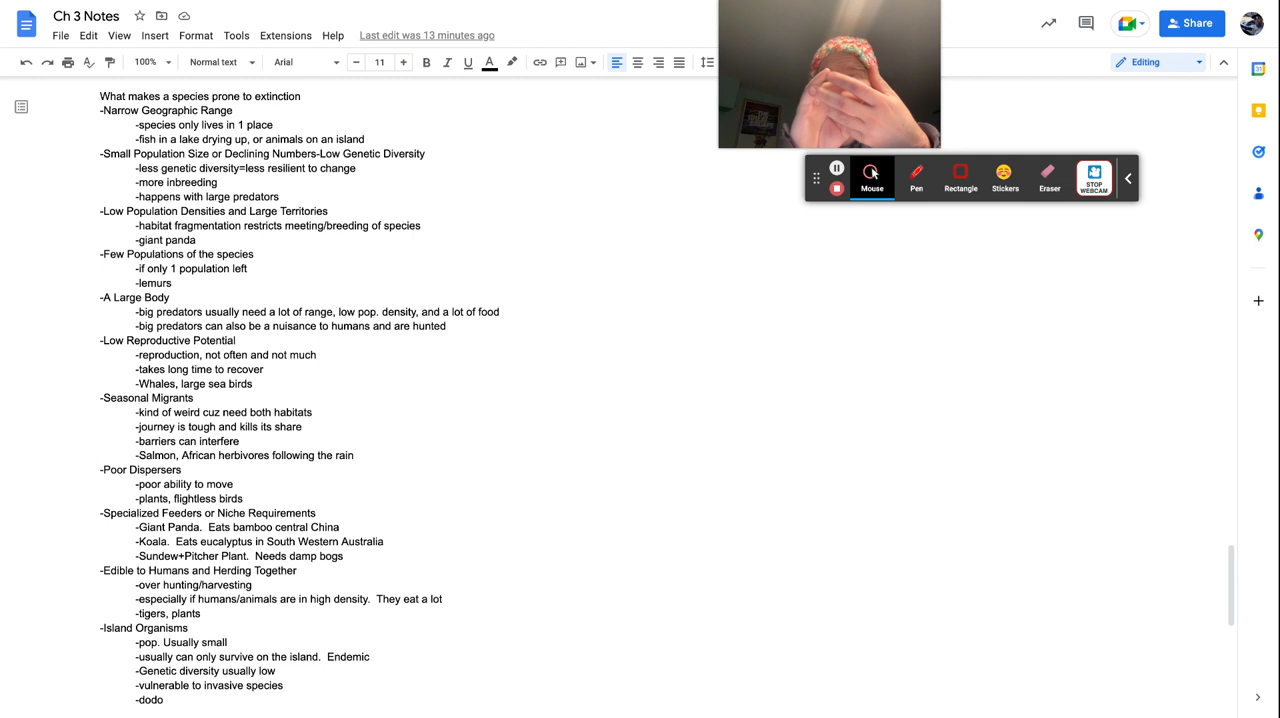 Ch 3 Notes
File Edit View Insert Format Tools Extensions Help Last edit was 13 minutes ago
Share
100% Normal text Arial 11 B I U A Editing
What makes a species prone to extinction
-Narrow Geographic Range
-species only lives in 1 place
-fish in a lake drying up, or animals on an island
-Small Population Size or Declining Numbers-Low Genetic Diversity
-less genetic diversity=less resilient to change
-more inbreeding
-happens with large predators
-Low Population Densities and Large Territories
-habitat fragmentation restricts meeting/breeding of species
-giant panda
-Few Populations of the species
-if only 1 population left
-lemurs
-A Large Body
-big predators usually need a lot of range, low pop. density, and a lot of food
-big predators can also be a nuisance to humans and are hunted
-Low Reproductive Potential
-reproduction, not often and not much
-takes long time to recover
-Whales, large sea birds
-Seasonal Migrants
-kind of weird cuz need both habitats
-journey is tough and kills its share
-barriers can interfere
-Salmon, African herbivores following the rain
-Poor Dispersers
-poor ability to move
-plants, flightless birds
-Specialized Feeders or Niche Requirements
-Giant Panda.  Eats bamboo central China
-Koala.  Eats eucalyptus in South Western Australia
-Sundew+Pitcher Plant.  Needs damp bogs
-Edible to Humans and Herding Together
-over hunting/harvesting
-especially if humans/animals are in high density.  They eat a lot
-tigers, plants
-Island Organisms
-pop. Usually small
-usually can only survive on the island.  Endemic
-Genetic diversity usually low
-vulnerable to invasive species
-dodo
Mouse Pen Rectangle Stickers Eraser STOP WEBCAM